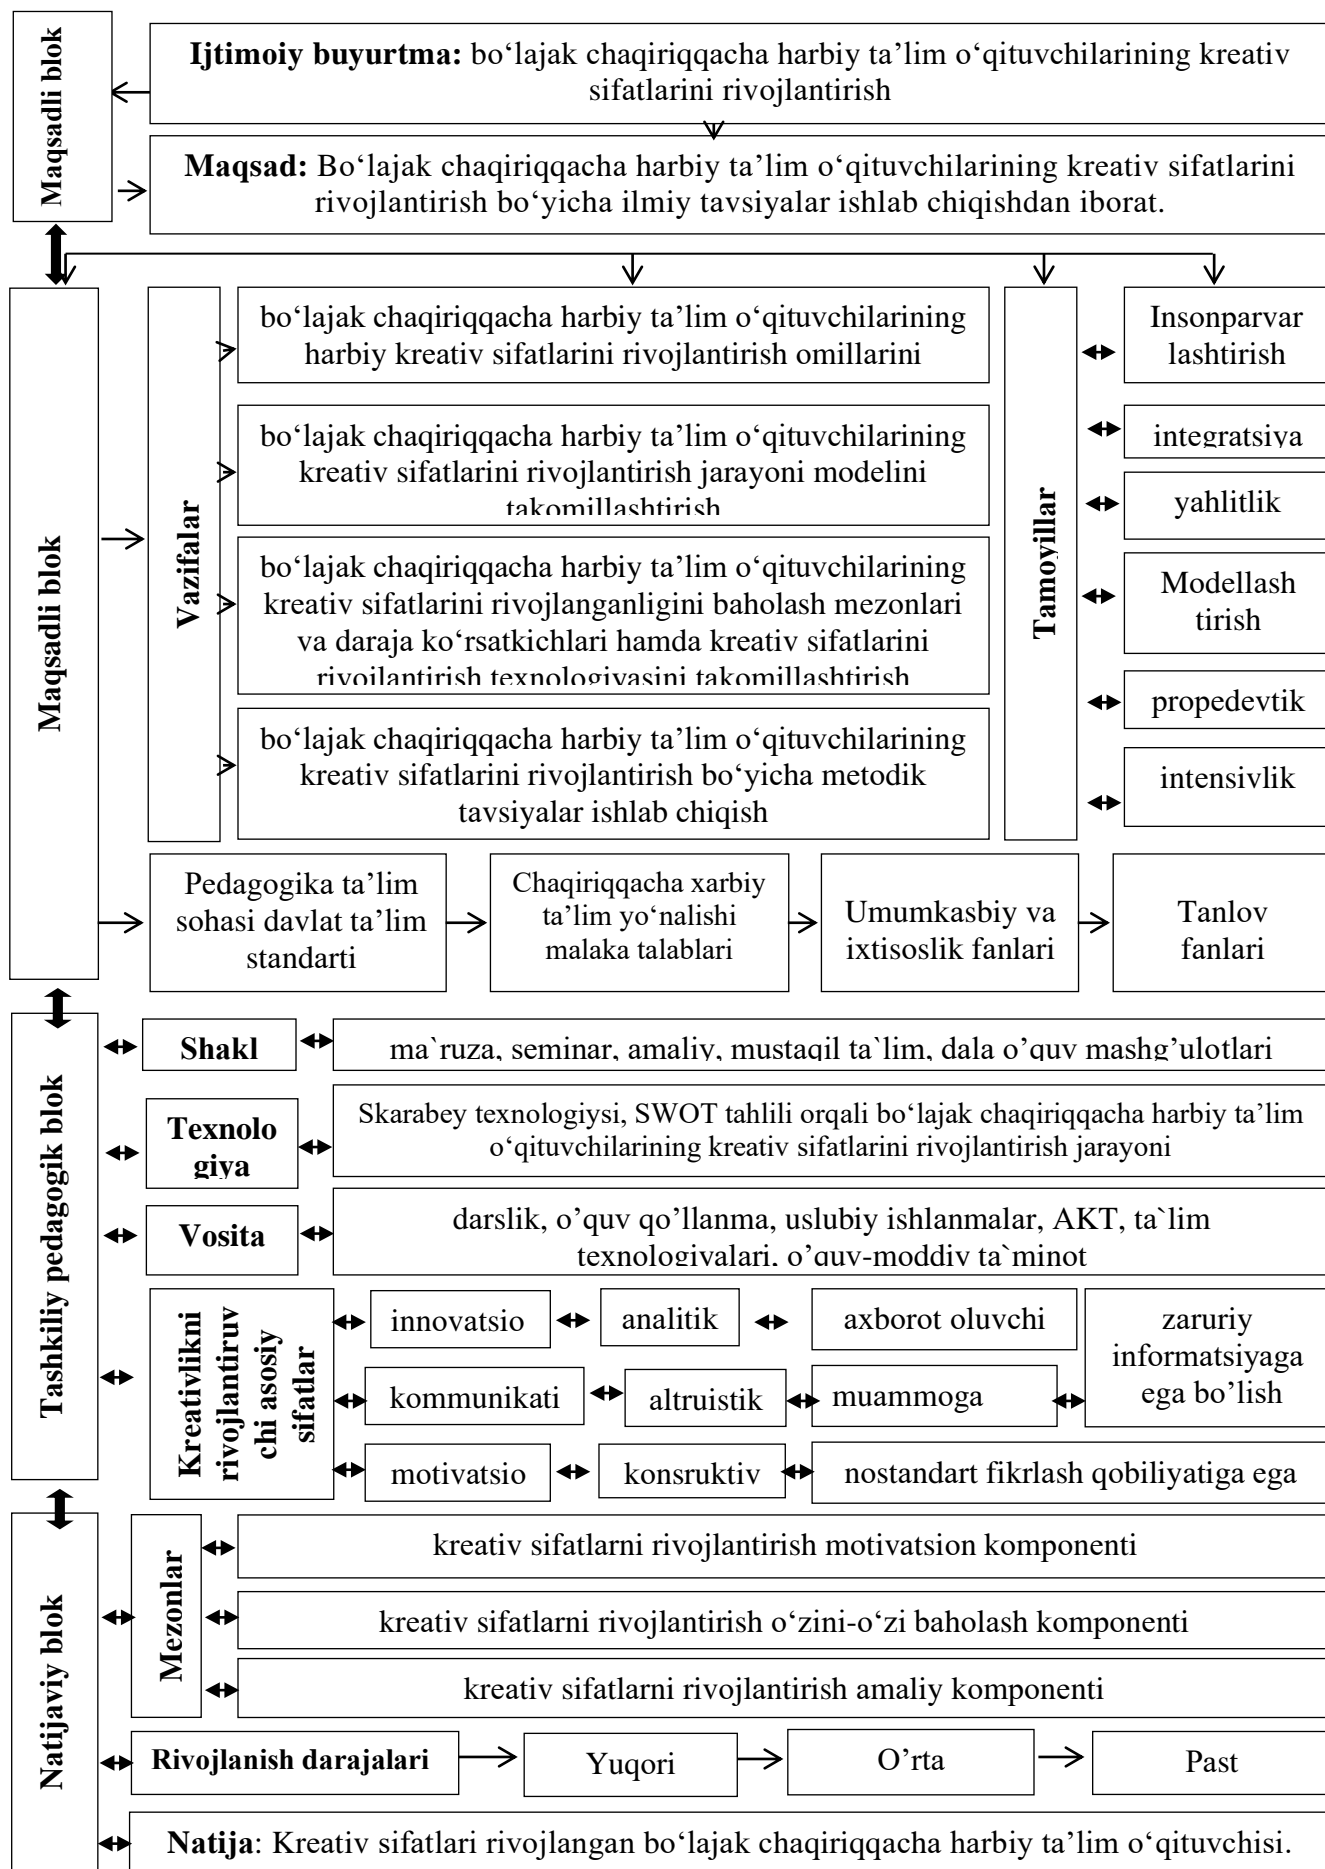 Maqsadli blok
Ijtimoiy buyurtma: bo‘lajak chaqiriqqacha harbiy ta’lim o‘qituvchilarining kreativ
sifatlarini rivojlantirish
Maqsad: Bo‘lajak chaqiriqqacha harbiy ta’lim o‘qituvchilarining kreativ sifatlarini
rivojlantirish bo‘yicha ilmiy tavsiyalar ishlab chiqishdan iborat.
Maqsadli blok
Vazifalar
bo‘lajak chaqiriqqacha harbiy ta’lim o‘qituvchilarining
harbiy kreativ sifatlarini rivojlantirish omillarini
bo‘lajak chaqiriqqacha harbiy ta’lim o‘qituvchilarining
kreativ sifatlarini rivojlantirish jarayoni modelini
takomillashtirish
bo‘lajak chaqiriqqacha harbiy ta’lim o‘qituvchilarining
kreativ sifatlarini rivojlanganligini baholash mezonlari
va daraja ko‘rsatkichlari hamda kreativ sifatlarini
rivojlantirish texnologiyasini takomillashtirish
bo‘lajak chaqiriqqacha harbiy ta’lim o‘qituvchilarining
kreativ sifatlarini rivojlantirish bo‘yicha metodik
tavsiyalar ishlab chiqish
Tamoyillar
Insonparvar
lashtirish
integratsiya
yahlitlik
Modellash
tirish
propedevtik
intensivlik
Pedagogika ta’lim
sohasi davlat ta’lim
standarti
Chaqiriqqacha xarbiy
ta’lim yo‘nalishi
malaka talablari
Umumkasbiy va
ixtisoslik fanlari
Tanlov
fanlari
Tashkiliy pedagogik blok
Shakl
ma`ruza, seminar, amaliy, mustaqil ta`lim, dala o’quv mashg’ulotlari
Texnolo
giya
Skarabey texnologiysi, SWOT tahlili orqali bo‘lajak chaqiriqqacha harbiy ta’lim
o‘qituvchilarining kreativ sifatlarini rivojlantirish jarayoni
Vosita
darslik, o’quv qo’llanma, uslubiy ishlanmalar, AKT, ta`lim
texnologiyalari, o’quv-moddiy ta`minot
Kreativlikni
rivojlantiruv
chi asosiy
sifatlar
innovatsio
analitik
axborot oluvchi
zaruriy
informatsiyaga
ega bo’lish
kommunikati
altruistik
muammoga
motivatsio
konsruktiv
nostandart fikrlash qobiliyatiga ega
Natijaviy blok
Mezonlar
kreativ sifatlarni rivojlantirish motivatsion komponenti
kreativ sifatlarni rivojlantirish o‘zini-o‘zi baholash komponenti
kreativ sifatlarni rivojlantirish amaliy komponenti
Rivojlanish darajalari
Yuqori
O’rta
Past
Natija: Kreativ sifatlari rivojlangan bo‘lajak chaqiriqqacha harbiy ta’lim o‘qituvchisi.